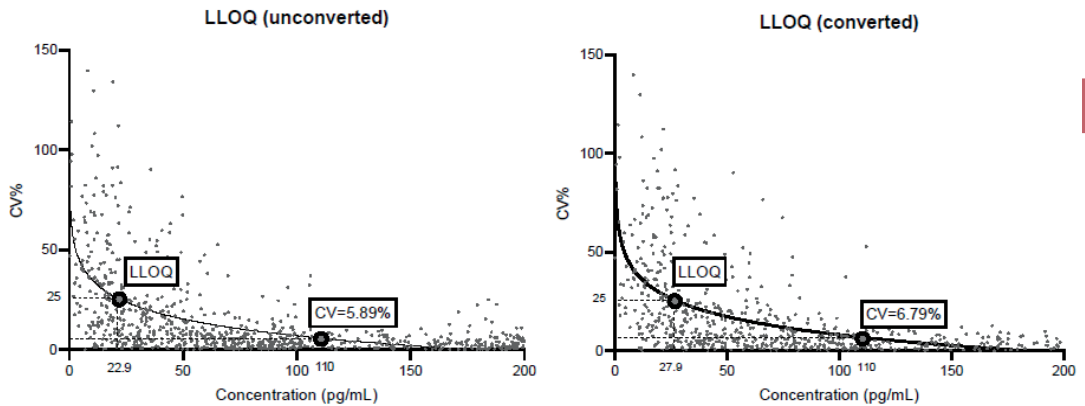 LLOQ (unconverted)
150
100
50
25
0
CV%
LLOQ
CV=5.89%
0
22.9
50
100
110
150
200
Concentration (pg/mL)
LLOQ (converted)
150
100
50
25
0
CV%
LLOQ
CV=6.79%
0
27.9
50
100
110
150
200
Concentration (pg/mL)